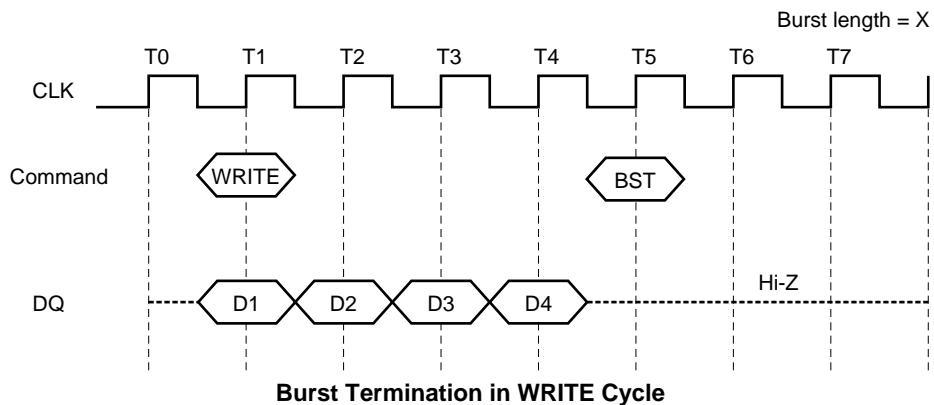 Burst length = X
T0 T1 T2 T3 T4 T5 T6 T7
CLK
Command WRITE BST
Hi-Z
DQ D1 D2 D3 D4
Burst Termination in WRITE Cycle